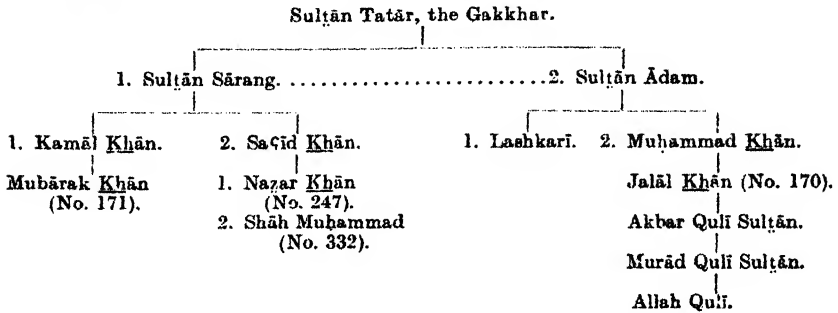 Sulṭān Tatār, the Gakkhar.
1. Sulṭān Sārang. ..........................2. Sulṭān Ādam.
1. Kamāl Khān. 2. Saʿīd Khān. 1. Lashkarī. 2. Muḥammad Khān.
Mubārak Khān 1. Naẓar Khān Jalāl Khān (No. 170).
(No. 171). (No. 247).
2. Shāh Muḥammad Akbar Qulī Sulṭān.
(No. 332).
Murād Qulī Sulṭān.
Allah Qulī.